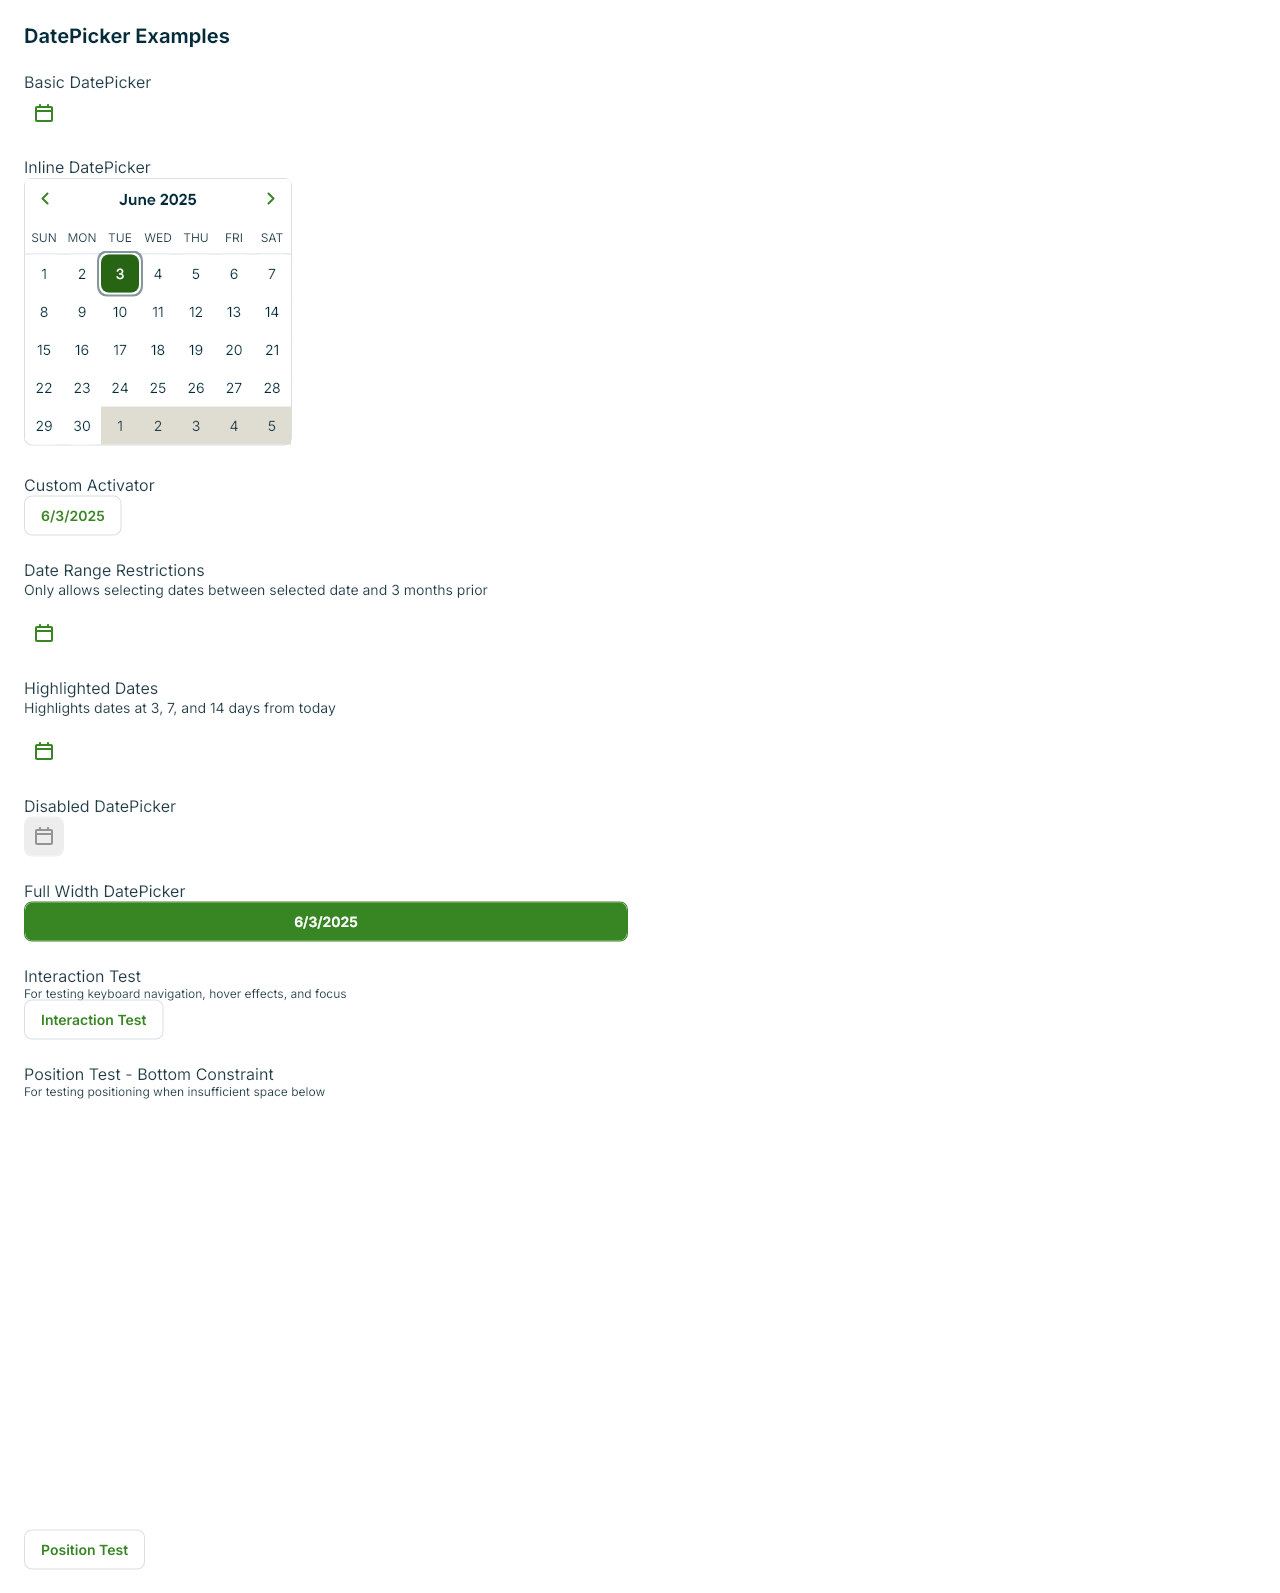 DatePicker Examples
Basic DatePicker
Inline DatePicker
June 2025
SUN MON TUE WED THU FRI SAT
1 2 3 4 5 6 7
8 9 10 11 12 13 14
15 16 17 18 19 20 21
22 23 24 25 26 27 28
29 30 1 2 3 4 5
Custom Activator
6/3/2025
Date Range Restrictions
Only allows selecting dates between selected date and 3 months prior
Highlighted Dates
Highlights dates at 3, 7, and 14 days from today
Disabled DatePicker
Full Width DatePicker
6/3/2025
Interaction Test
For testing keyboard navigation, hover effects, and focus
Interaction Test
Position Test - Bottom Constraint
For testing positioning when insufficient space below
Position Test